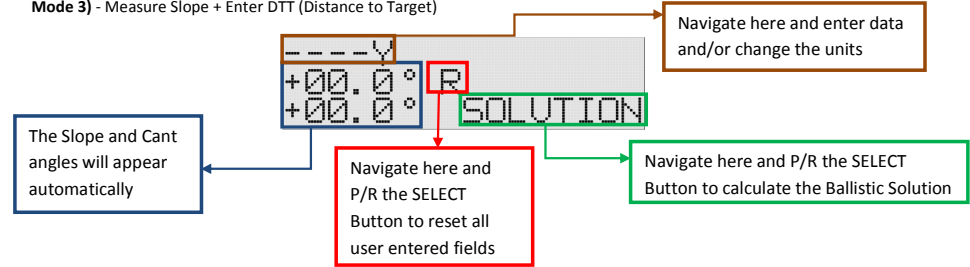 Mode 3) - Measure Slope + Enter DTT (Distance to Target)
Navigate here and enter data
and/or change the units
----Y
+00.0° R
+00.0° SOLUTION
The Slope and Cant
angles will appear
automatically
Navigate here and
P/R the SELECT
Button to reset all
user entered fields
Navigate here and P/R the SELECT
Button to calculate the Ballistic Solution